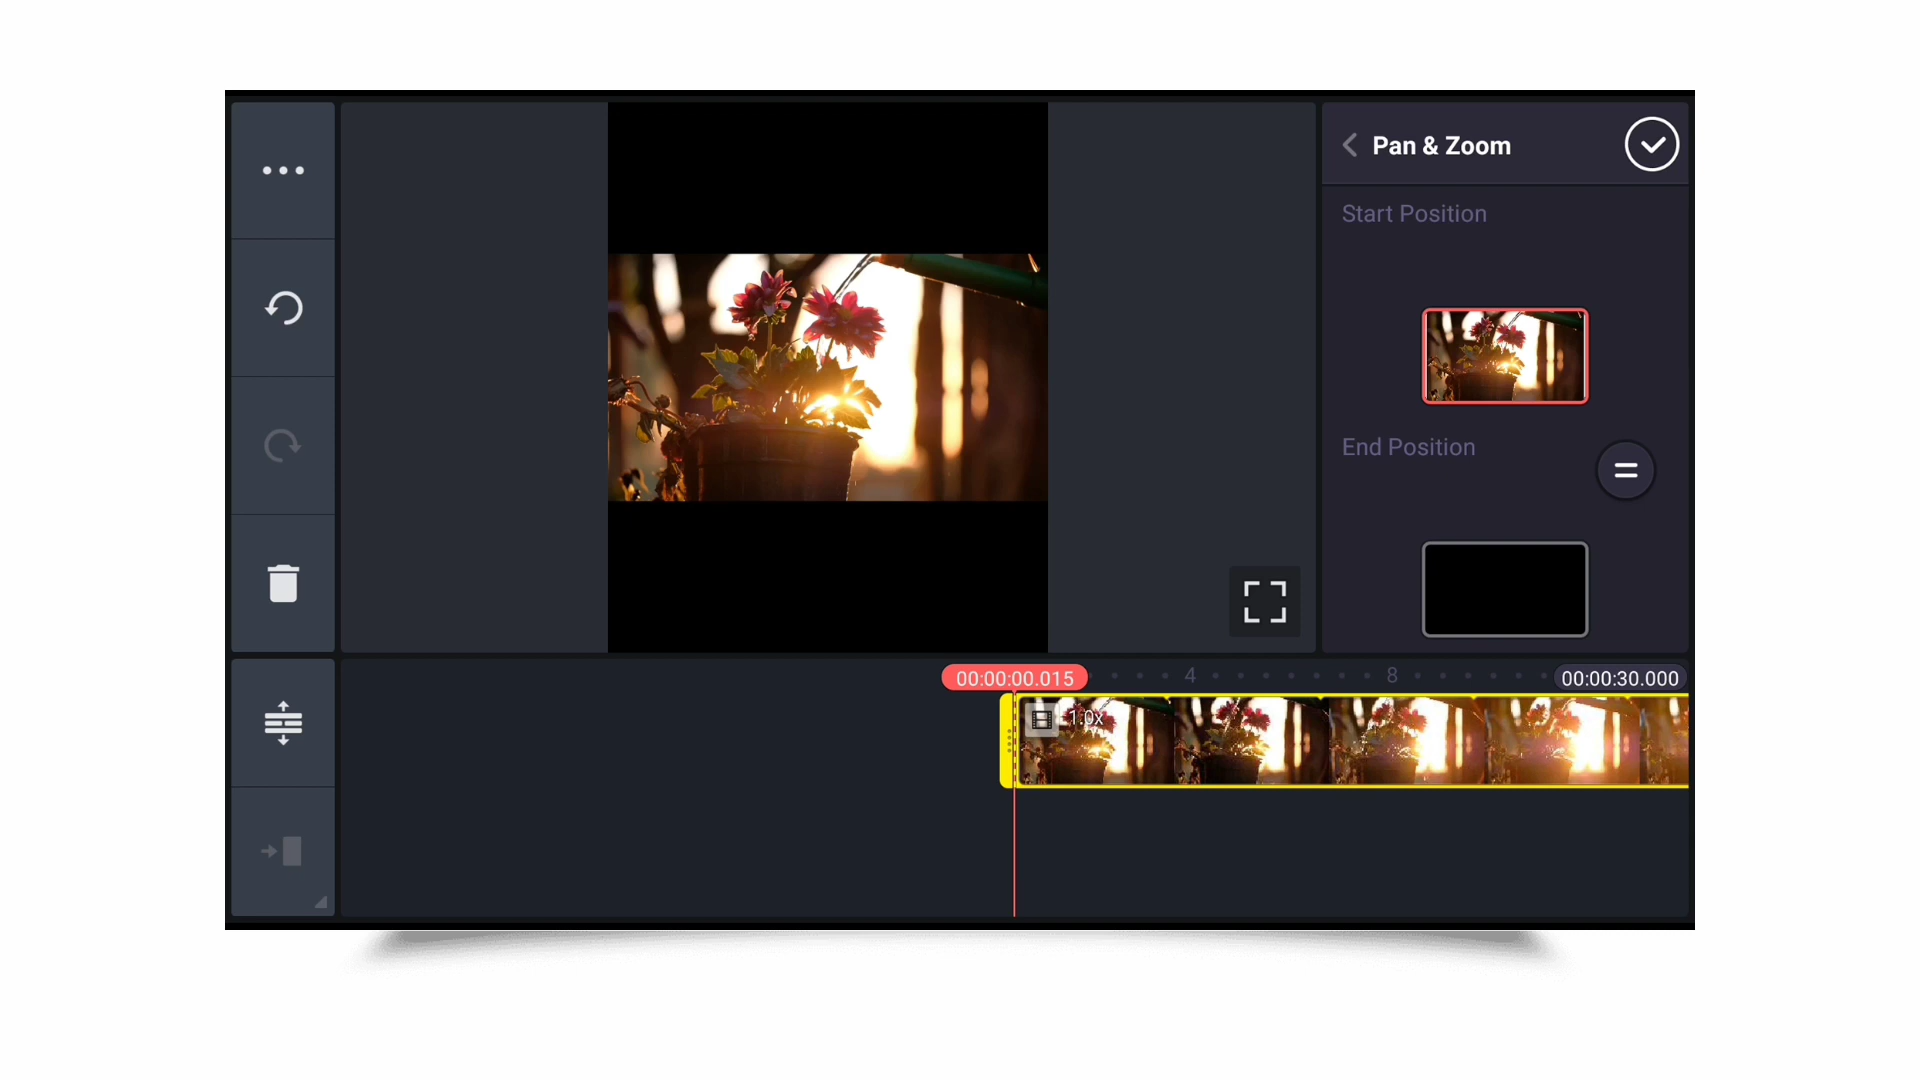 Pan & Zoom
Start Position
End Position
00:00:00.015
4
8
00:00:30.000
1.0x